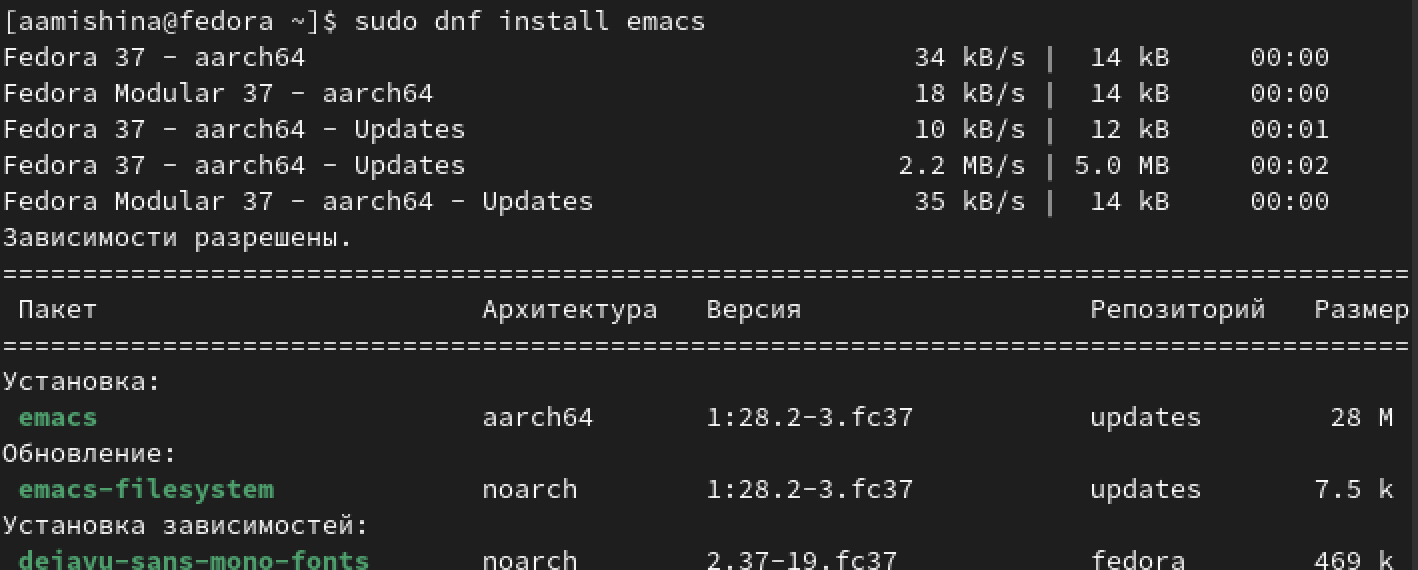 [aamishina@fedora ~]$ sudo dnf install emacs
Fedora 37 - aarch64 34 kB/s | 14 kB 00:00
Fedora Modular 37 - aarch64 18 kB/s | 14 kB 00:00
Fedora 37 - aarch64 - Updates 10 kB/s | 12 kB 00:01
Fedora 37 - aarch64 - Updates 2.2 MB/s | 5.0 MB 00:02
Fedora Modular 37 - aarch64 - Updates 35 kB/s | 14 kB 00:00
Зависимости разрешены.
========================================================================================
Пакет Архитектура Версия Репозиторий Размер
========================================================================================
Установка:
emacs aarch64 1:28.2-3.fc37 updates 28 M
Обновление:
emacs-filesystem noarch 1:28.2-3.fc37 updates 7.5 k
Установка зависимостей:
dejavu-sans-mono-fonts noarch 2.37-19.fc37 fedora 469 k